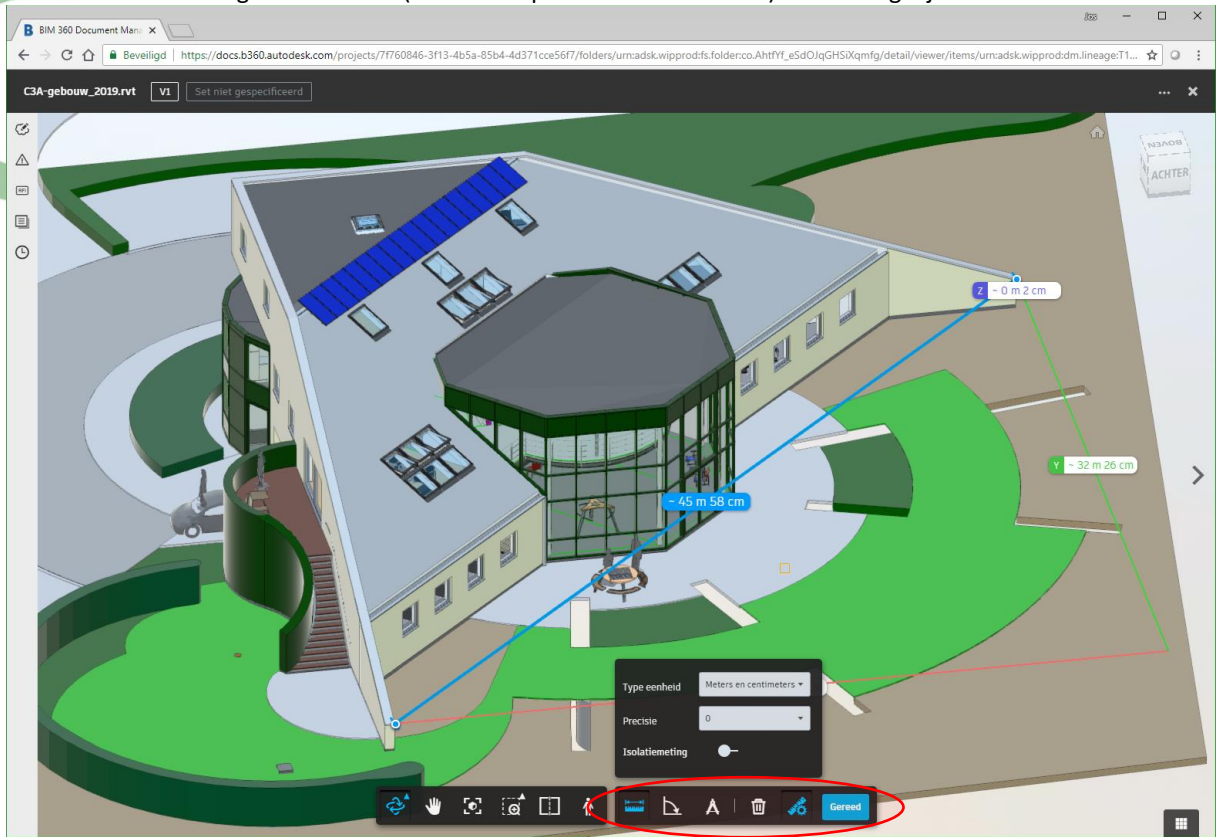 BIM 360 Document Mana
Beveiligd | https://docs.b360.autodesk.com/projects/7f760846-3f13-4b5a-85b4-4d371cce56f7/folders/urn:adsk.wipprod:fs.folder:co.AhtfYf_eSdOJqGHSiXqmfg/detail/viewer/items/urn:adsk.wipprod:dm.lineage:T1...
C3A-gebouw_2019.rvt V1 Set niet gespecificeerd
BOVEN
ACHTER
RFI
Z ~ 0 m 2 cm
Y ~ 32 m 26 cm
~ 45 m 58 cm
Type eenheid Meters en centimeters
Precisie 0
Isolatiemeting
Gereed